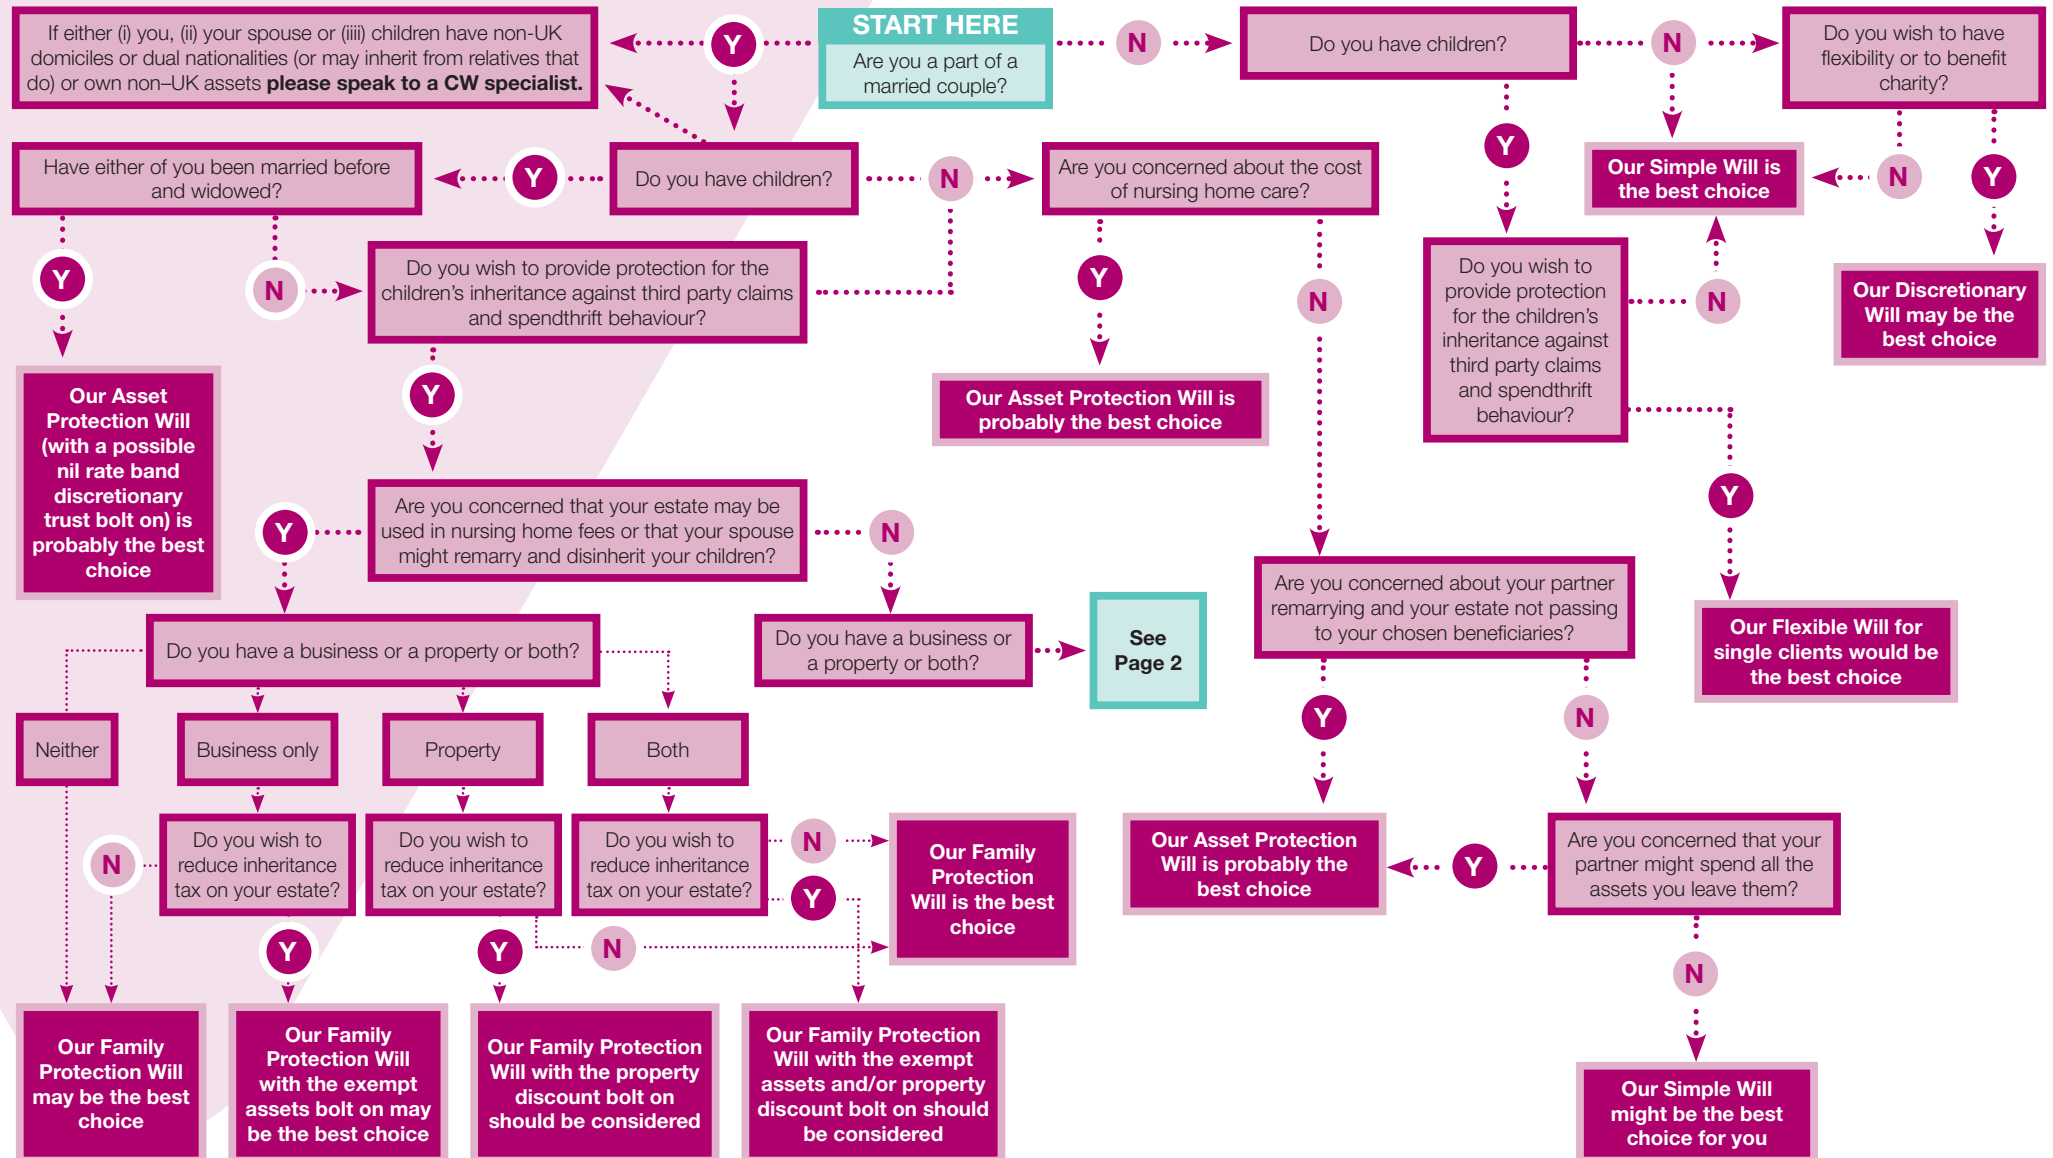 If either (i) you, (ii) your spouse or (iiii) children have non-UK
domiciles or dual nationalities (or may inherit from relatives that
do) or own non–UK assets please speak to a CW specialist.
Y
START HERE
Are you a part of a
married couple?
N
Do you have children?
N
Do you wish to have
flexibility or to benefit
charity?
Have either of you been married before
and widowed?
Y
Do you have children?
N
Are you concerned about the cost
of nursing home care?
Y
Our Simple Will is
the best choice
N
Y
Y
N
Do you wish to provide protection for the
children's inheritance against third party claims
and spendthrift behaviour?
Y
N
Do you wish to
provide protection
for the children's
inheritance against
third party claims
and spendthrift
behaviour?
N
Our Discretionary
Will may be the
best choice
Our Asset
Protection Will
(with a possible
nil rate band
discretionary
trust bolt on) is
probably the best
choice
Y
Our Asset Protection Will is
probably the best choice
Y
Y
Are you concerned that your estate may be
used in nursing home fees or that your spouse
might remarry and disinherit your children?
N
Are you concerned about your partner
remarrying and your estate not passing
to your chosen beneficiaries?
Our Flexible Will for
single clients would be
the best choice
Do you have a business or a property or both?
Do you have a business or
a property or both?
See
Page 2
Y
N
Neither
Business only
Property
Both
N
Do you wish to
reduce inheritance
tax on your estate?
Do you wish to
reduce inheritance
tax on your estate?
Do you wish to
reduce inheritance
tax on your estate?
N
Y
Our Family
Protection
Will is the best
choice
Our Asset Protection
Will is probably the
best choice
Y
Are you concerned that your
partner might spend all the
assets you leave them?
Y
Y
N
N
Our Family
Protection Will
may be the best
choice
Our Family
Protection Will
with the exempt
assets bolt on may
be the best choice
Our Family Protection
Will with the property
discount bolt on
should be considered
Our Family Protection
Will with the exempt
assets and/or property
discount bolt on should
be considered
Our Simple Will
might be the best
choice for you